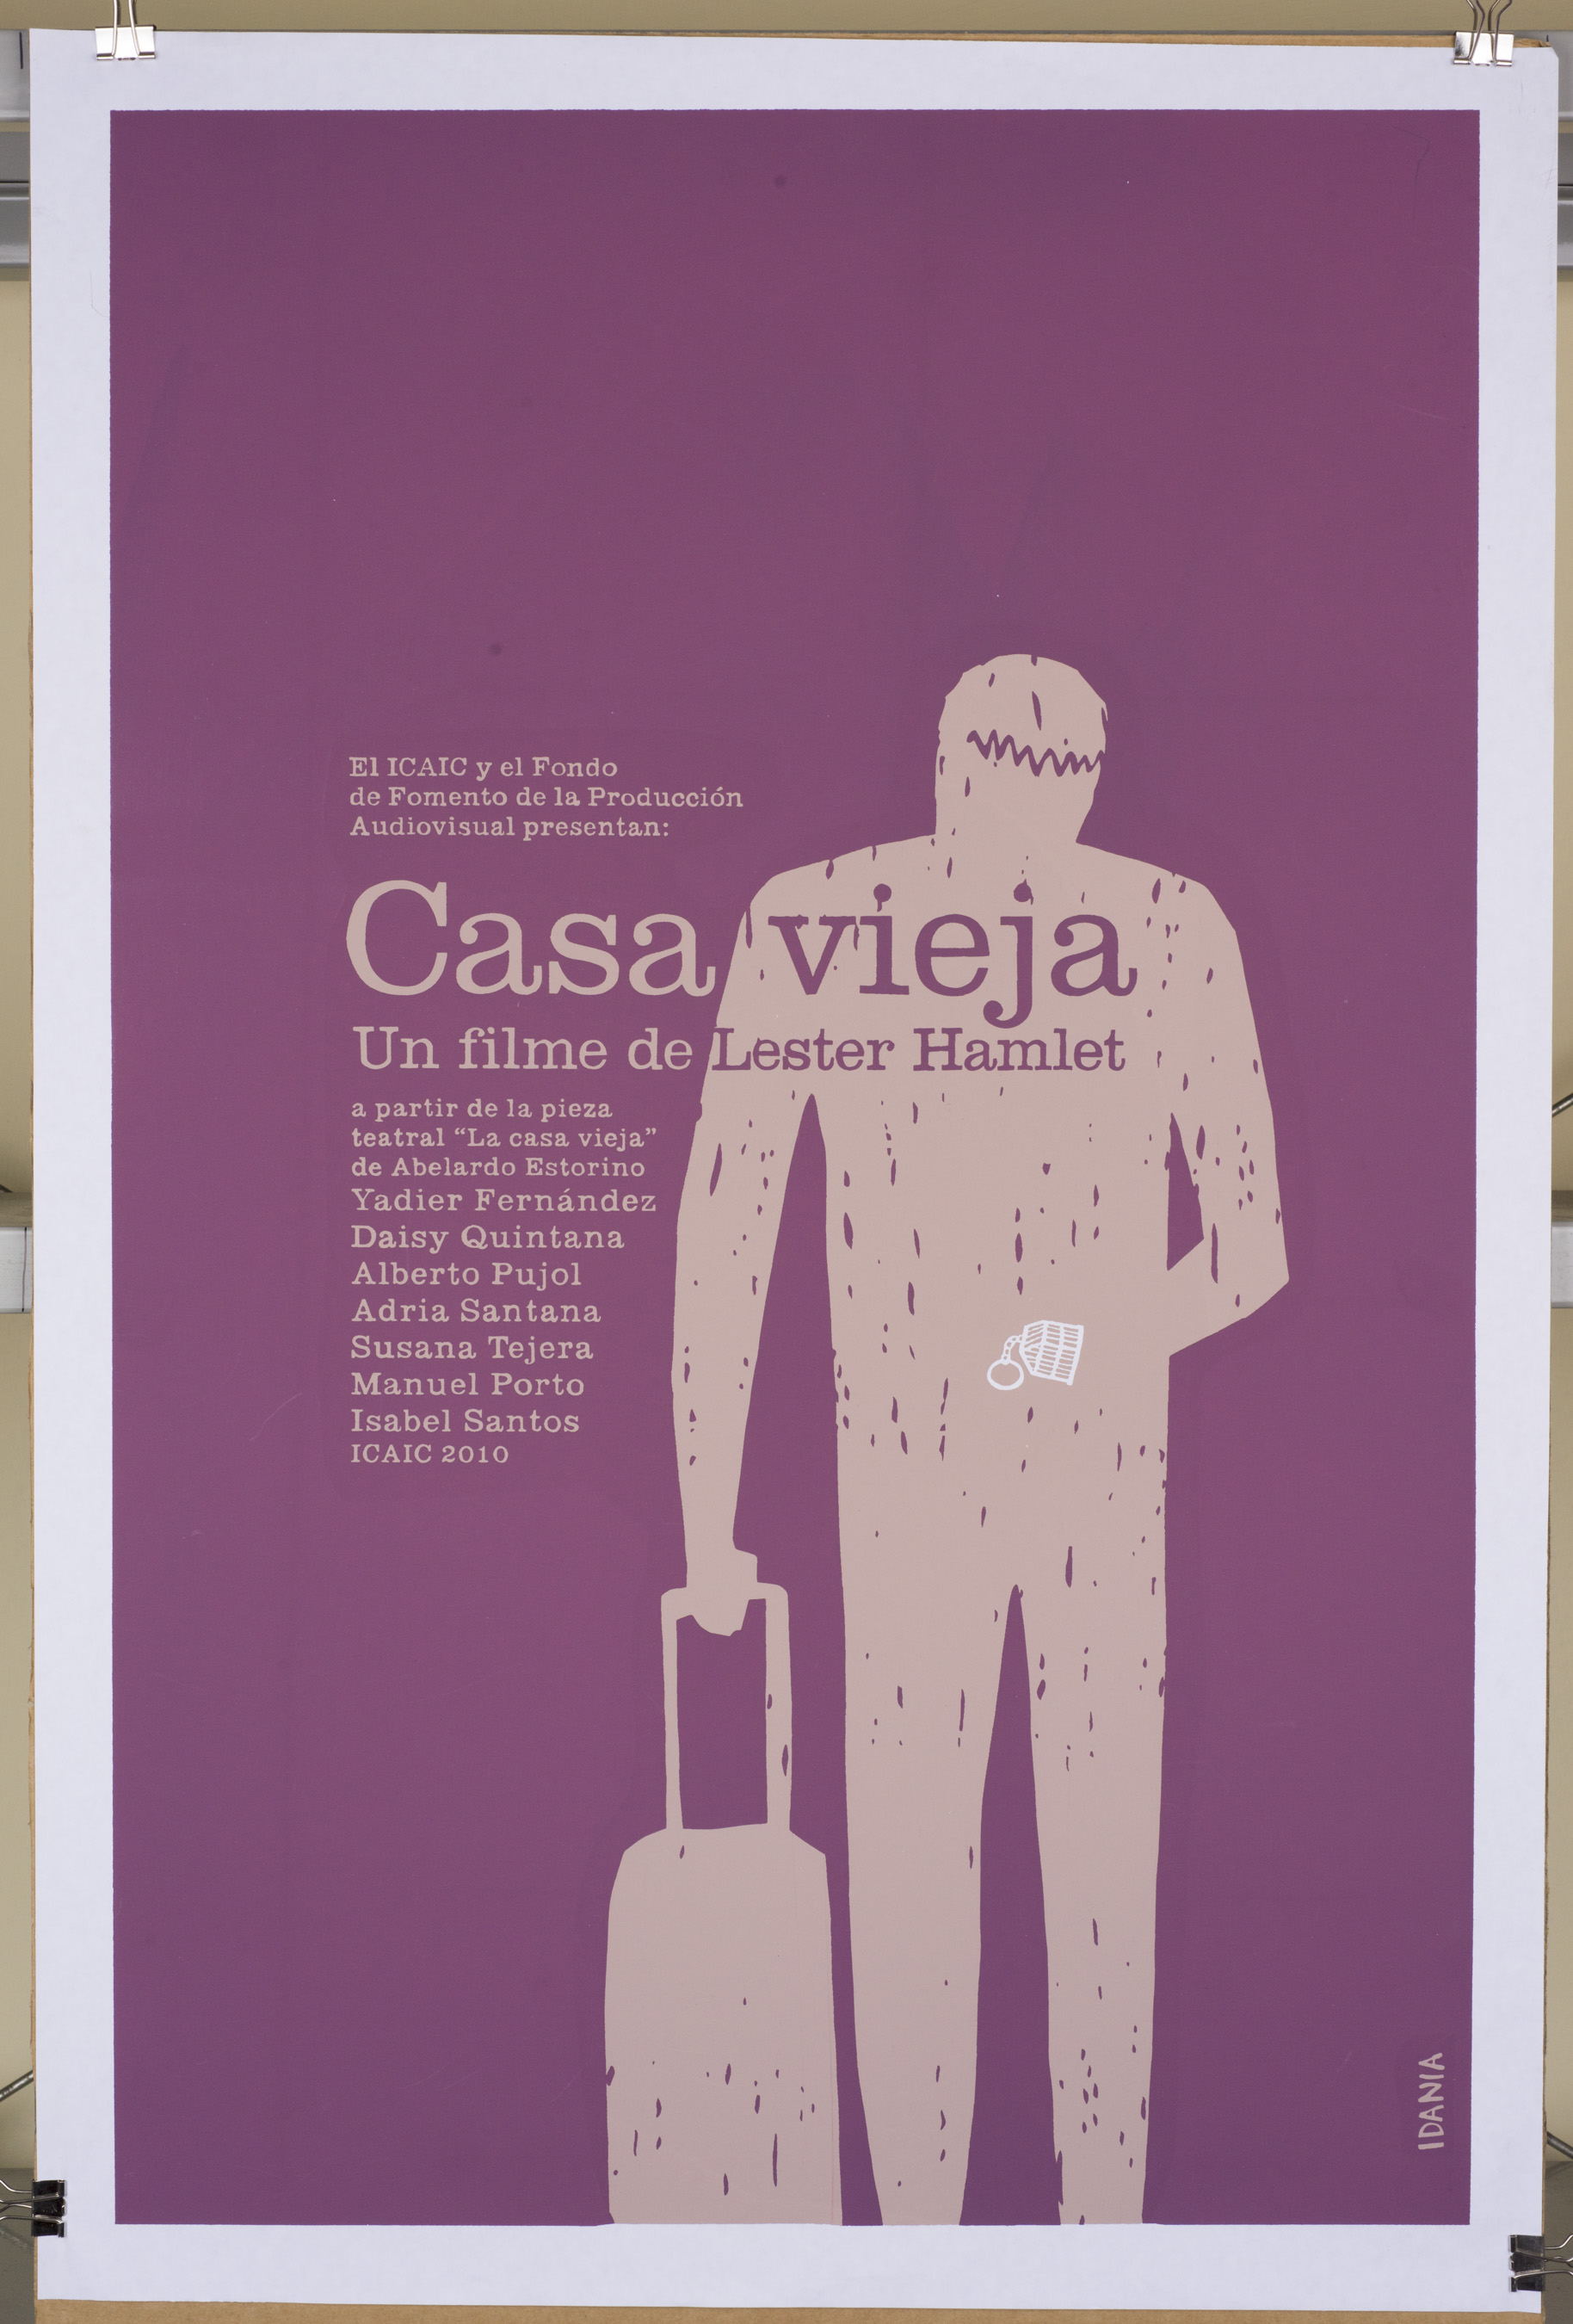 El ICAIC y el Fondo
de Fomento de la Producción
Audiovisual presentan:
Casa vieja
Un filme de Lester Hamlet
a partir de la pieza
teatral “La casa vieja”
de Abelardo Estorino
Yadier Fernández
Daisy Quintana
Alberto Pujol
Adria Santana
Susana Tejera
Manuel Porto
Isabel Santos
ICAIC 2010
IDANIA